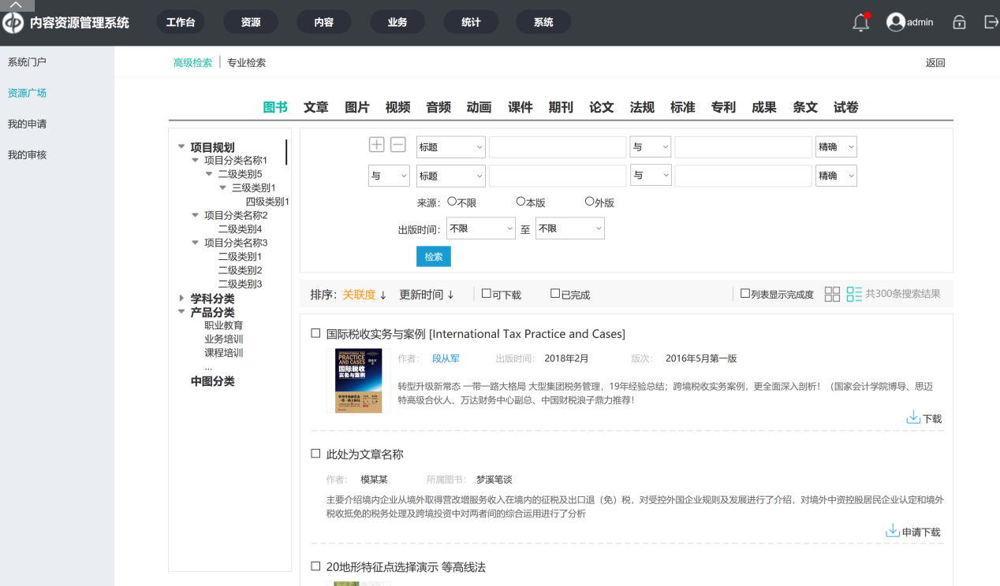 内容资源管理系统 工作台 资源 内容 业务 统计 系统 admin
系统门户
资源广场
我的申请
我的审核
高级检索 专业检索 返回
图书 文章 图片 视频 音频 动画 课件 期刊 论文 法规 标准 专利 成果 条文 试卷
项目规划
项目分类名称1
二级类别5
三级类别1
四级类别1
项目分类名称2
二级类别4
项目分类名称3
二级类别1
二级类别2
二级类别3
学科分类
产品分类
职业教育
业务培训
课程培训
...
中图分类
标题 与 精确
与 标题 与 精确
来源： 不限 本版 外版
出版时间： 不限 至 不限
检索
排序： 关联度 ↓ 更新时间 ↓ 可下载 已完成 列表显示完成度 共300条搜索结果
国际税收实务与案例 [International Tax Practice and Cases]
INTERNATIONAL TAX
PRACTICE
AND CASES
国际税收
实务与案例
作者： 段从军 出版时间： 2018年2月 版次： 2016年5月第一版
转型升级新常态 一带一路大格局 大型集团税务管理，19年经验总结；跨境税收实务案例，更全面深入剖析！（国家会计学院博导、思迈
特高级合伙人、万达财务中心副总、中国财税浪子鼎力推荐！
下载
此处为文章名称
作者： 模某某 所属图书： 梦溪笔谈
主要介绍境内企业从境外取得营改增服务收入在境内的征税及出口退（免）税，对受控外国企业规则及发展进行了介绍，对境外中资控股居民企业认定和境外
税收抵免的税务处理及跨境投资中对两者间的综合运用进行了分析
申请下载
20地形特征点选择演示 等高线法